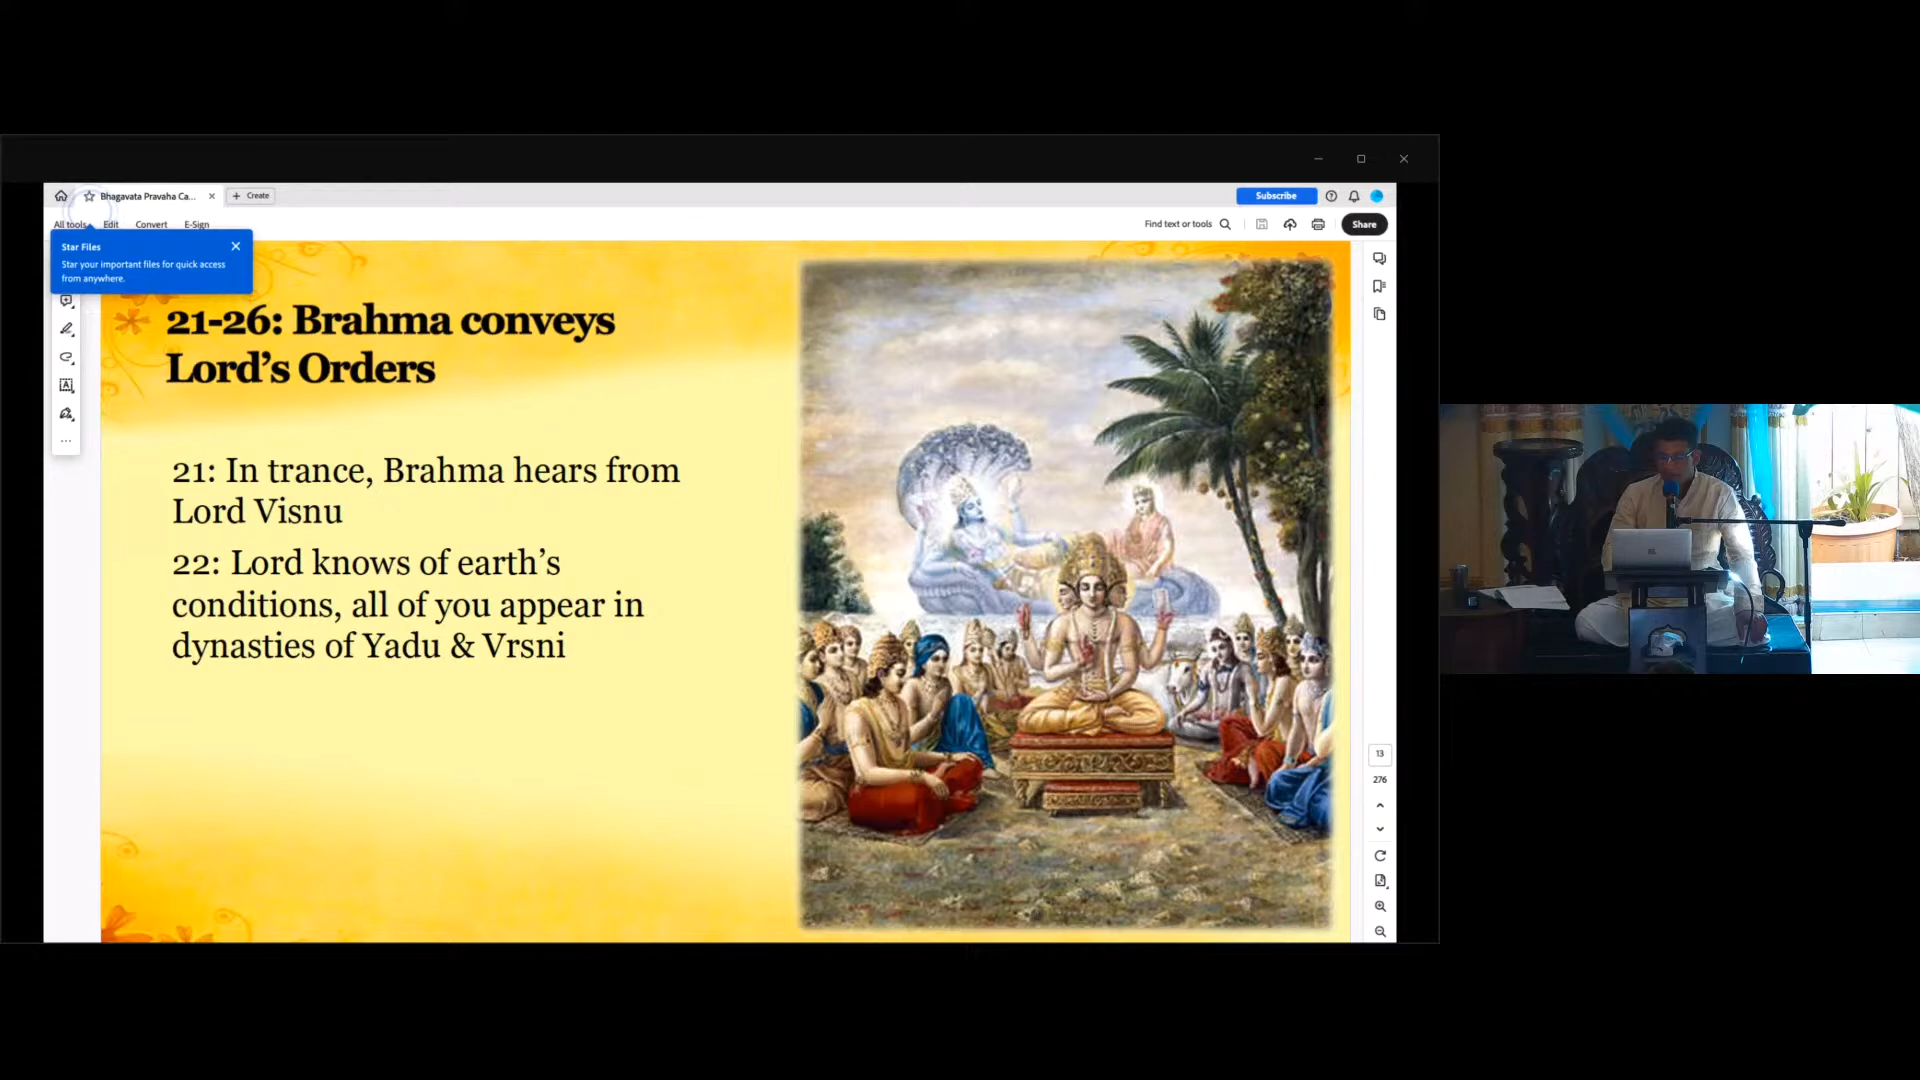 Bhagavata Pravaha Ca...
Create
Subscribe
All tools
Edit
Convert
E-Sign
Find text or tools
Share
Star Files
Star your important files for quick access
from anywhere.
21-26: Brahma conveys
Lord's Orders
21: In trance, Brahma hears from
Lord Visnu
22: Lord knows of earth's
conditions, all of you appear in
dynasties of Yadu & Vrsni
13
276